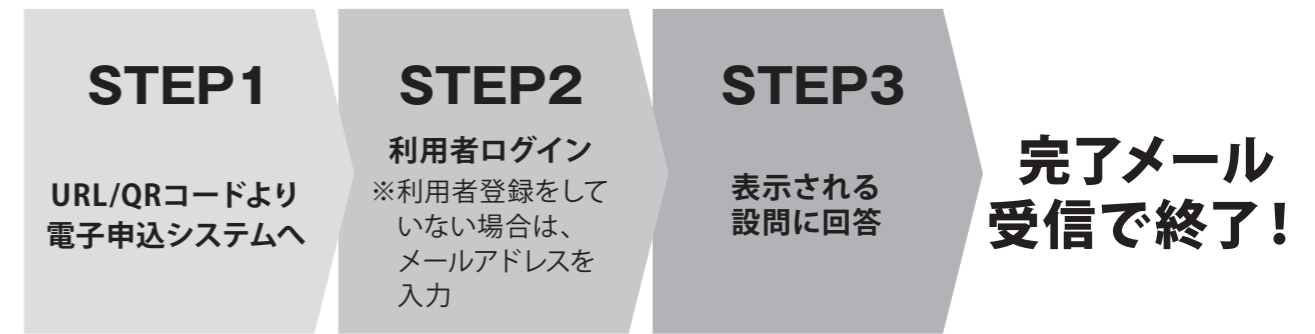 STEP1
URL/QRコードより
電子申込システムへ
STEP2
利用者ログイン
※利用者登録をして
いない場合は、
メールアドレスを
入力
STEP3
表示される
設問に回答
完了メール
受信で終了！